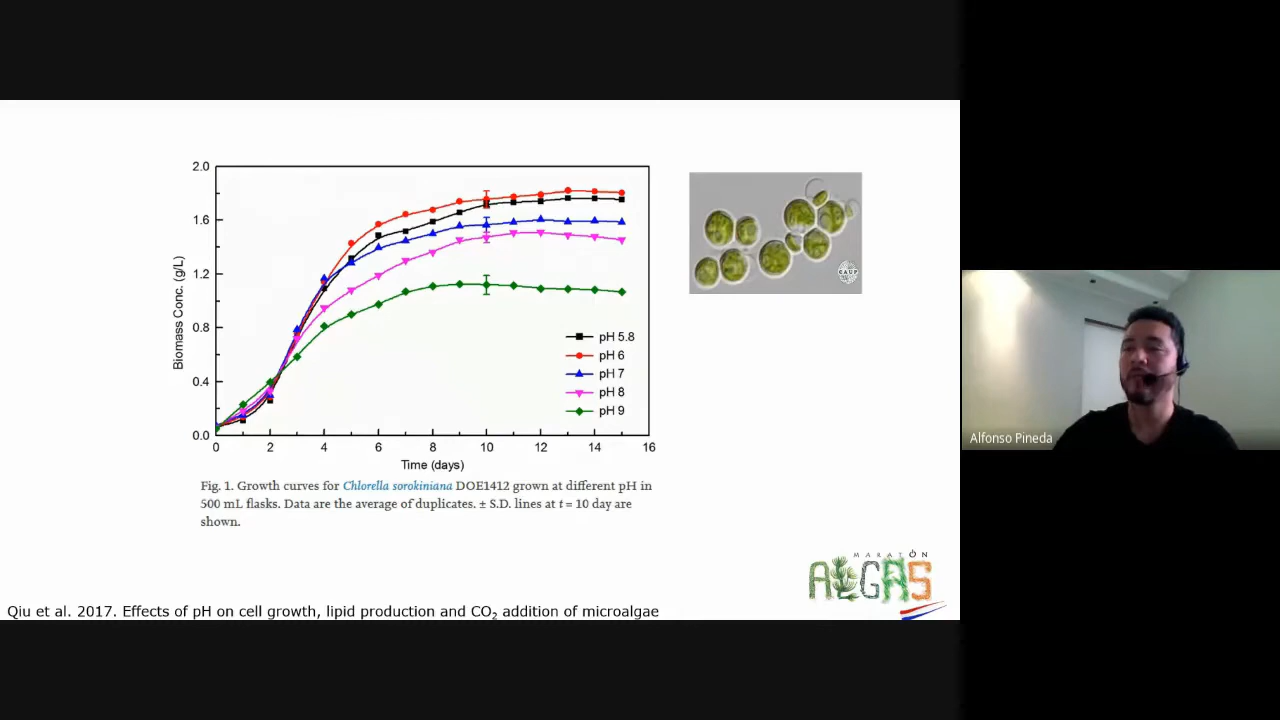 2.0
1.6
1.2
0.8
0.4
0.0
Biomass Conc. (g/L)
0 2 4 6 8 10 12 14 16
Time (days)
pH 5.8
pH 6
pH 7
pH 8
pH 9
Fig. 1. Growth curves for Chlorella sorokiniana DOE1412 grown at different pH in
500 mL flasks. Data are the average of duplicates. ± S.D. lines at t = 10 day are
shown.
CAUP
Alfonso Pineda
MARATÓN
ALGAS
Qiu et al. 2017. Effects of pH on cell growth, lipid production and CO₂ addition of microalgae